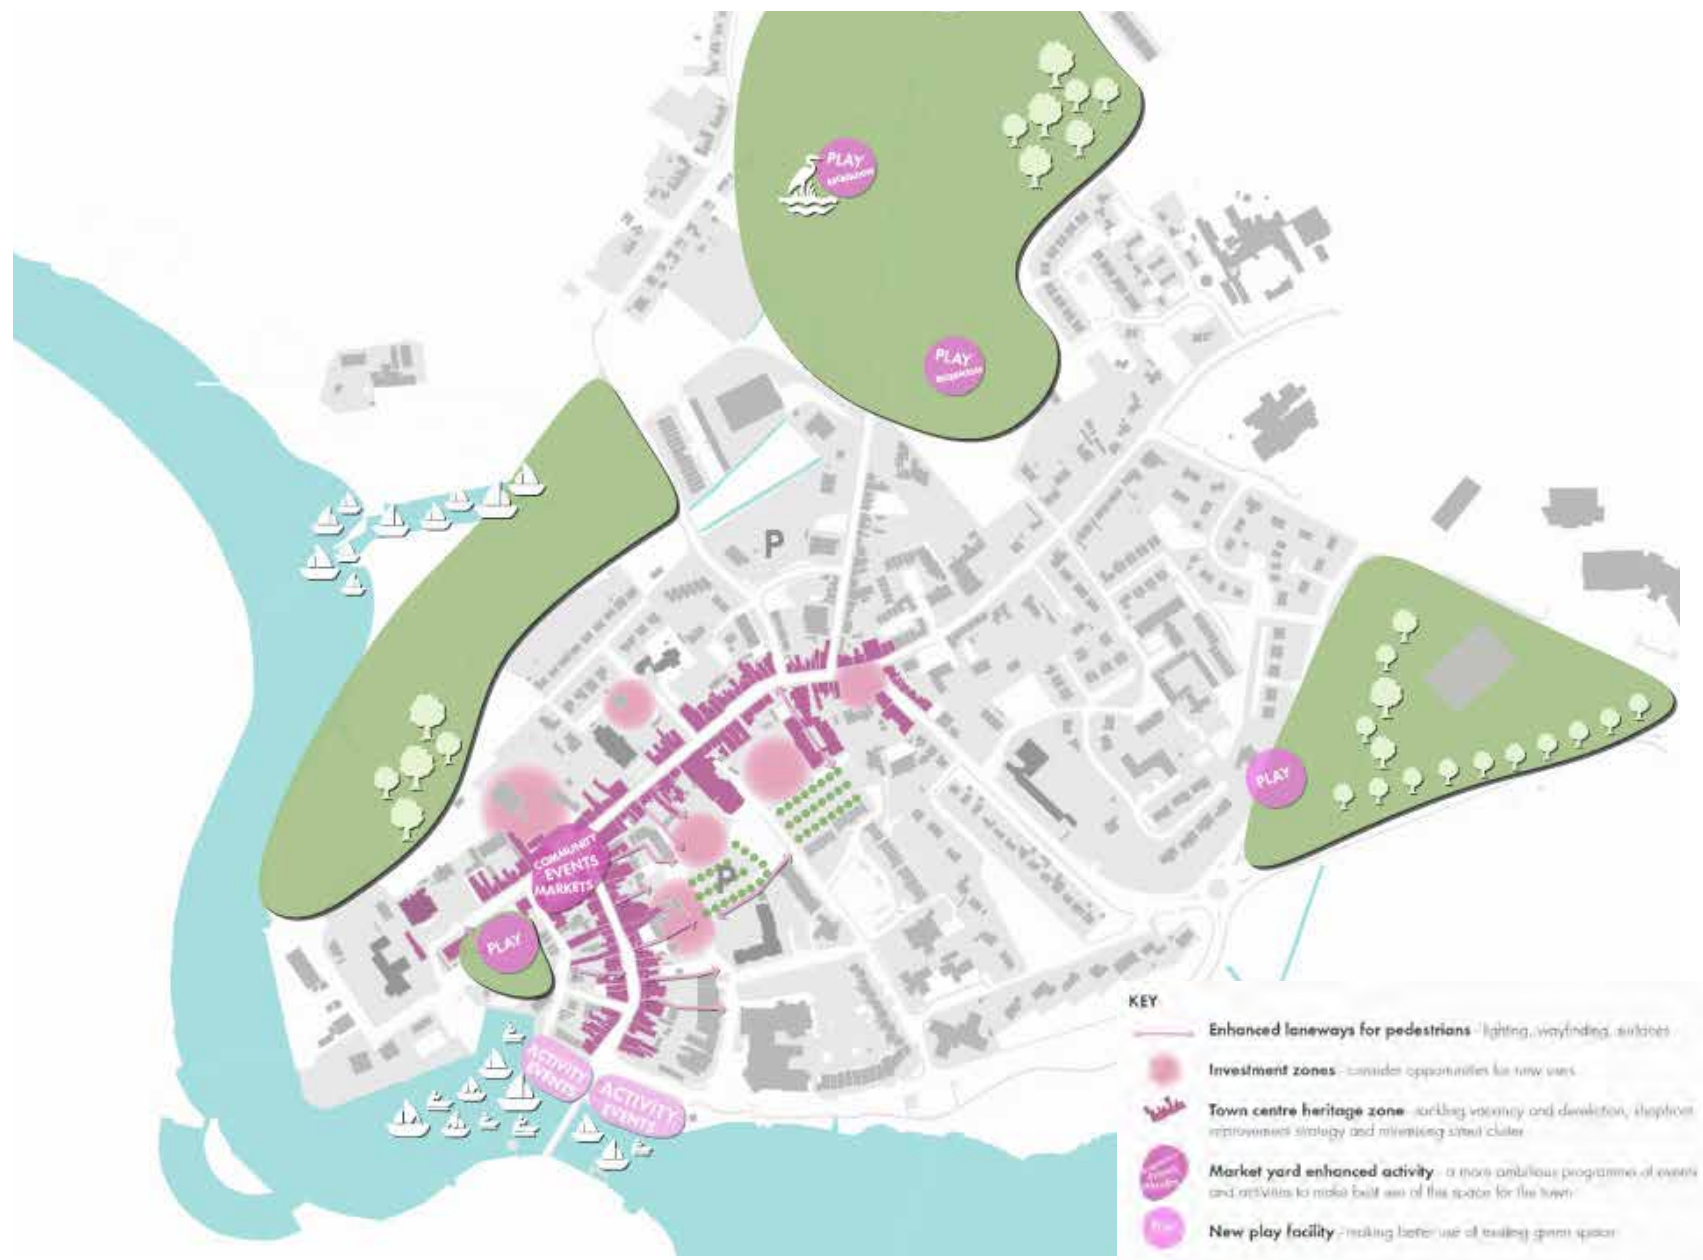 PLAY
RECREATION
PLAY
RECREATION
P
PLAY
COMMUNITY
EVENTS
MARKETS
P
PLAY
ACTIVITY
EVENTS
ACTIVITY
EVENTS
KEY
Enhanced laneways for pedestrians - lighting, wayfinding, surfaces
Investment zones - consider opportunities for new uses
Town centre heritage zone - tackling vacancy and dereliction, shopfront
improvement strategy and minimising street clutter
Market yard enhanced activity - a more ambitious programme of events
and activities to make best use of this space for the town
PLAY
New play facility - making better use of existing green space